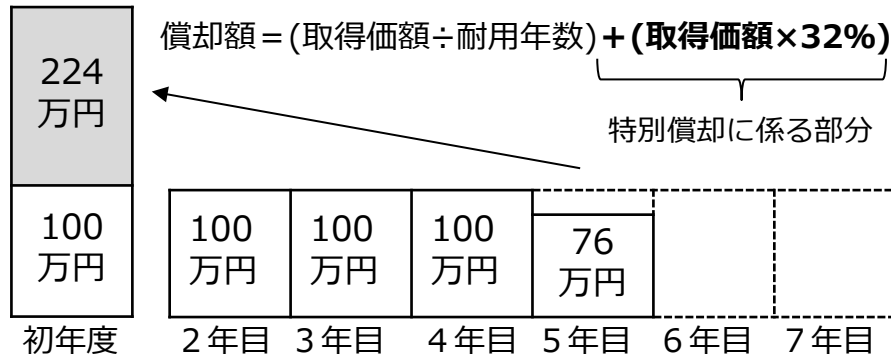 償却額＝(取得価額÷耐用年数)＋(取得価額×32%)
特別償却に係る部分
224
万円
100
万円
100
万円
100
万円
100
万円
76
万円
初年度 2年目 3年目 4年目 5年目 6年目 7年目